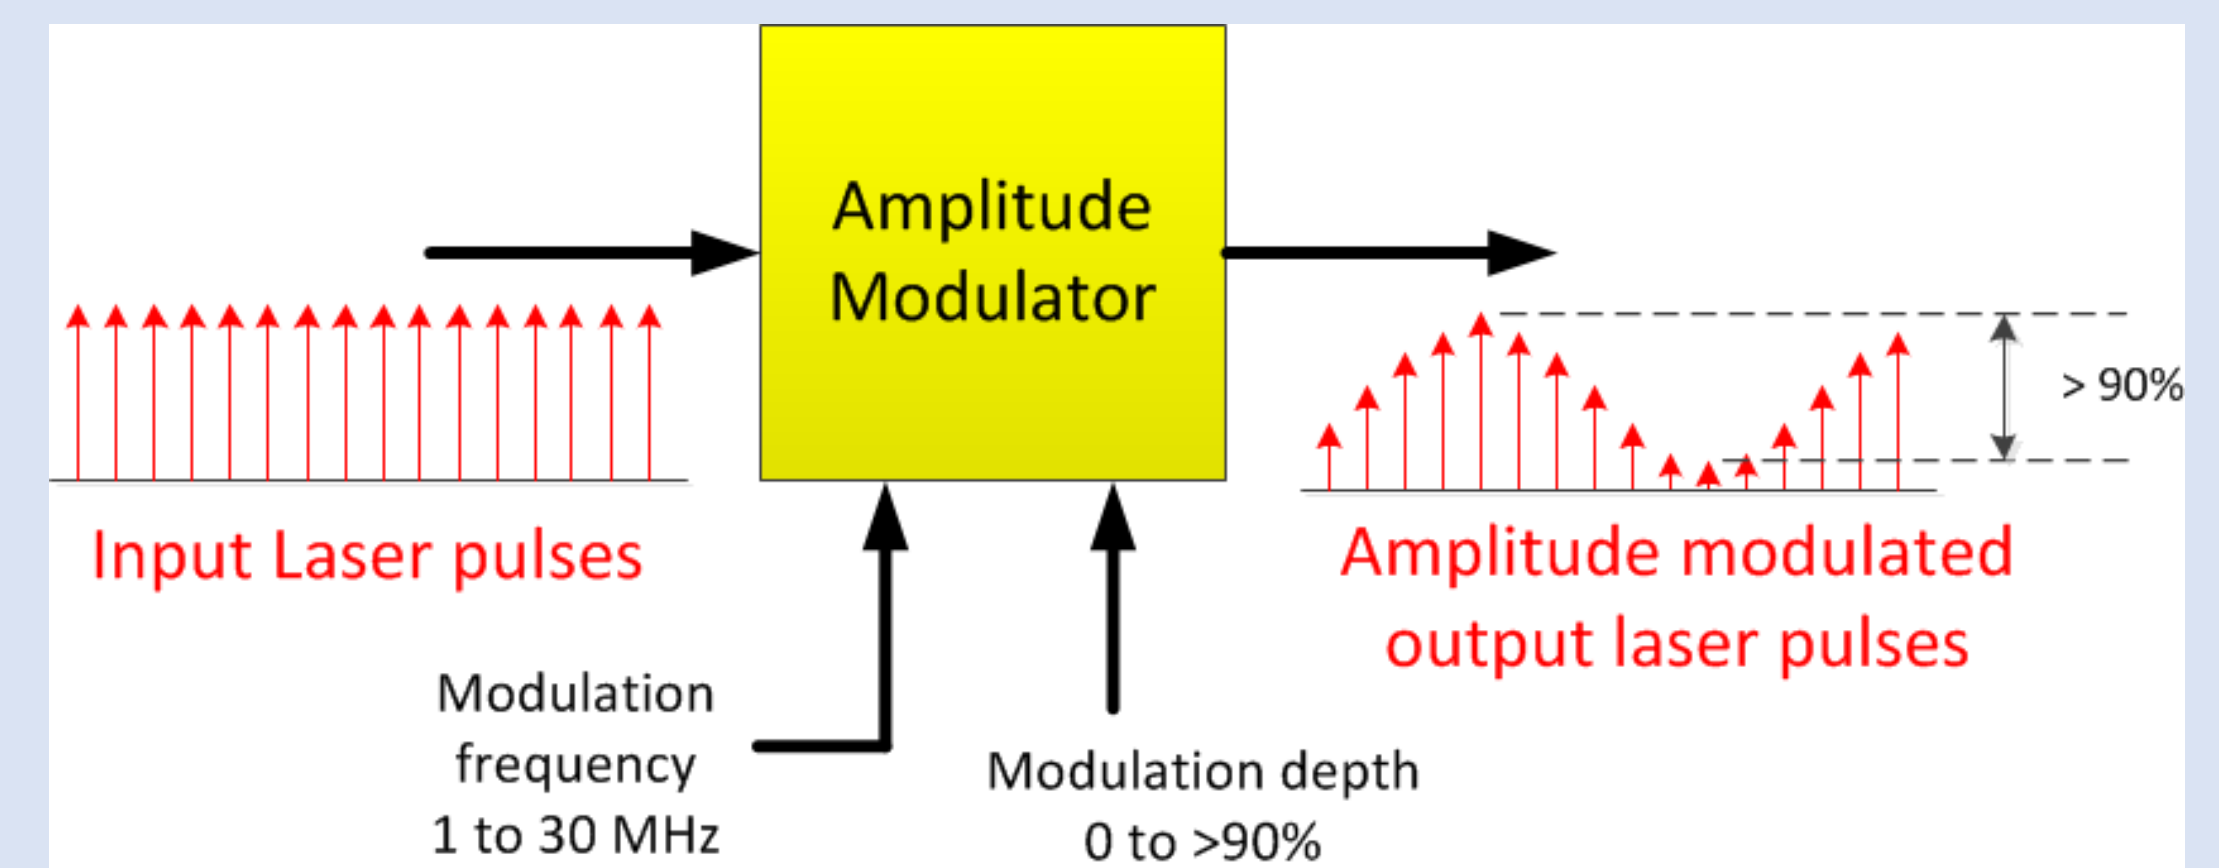 Amplitude
Modulator
> 90%
Input Laser pulses
Amplitude modulated
output laser pulses
Modulation
frequency
1 to 30 MHz
Modulation depth
0 to >90%